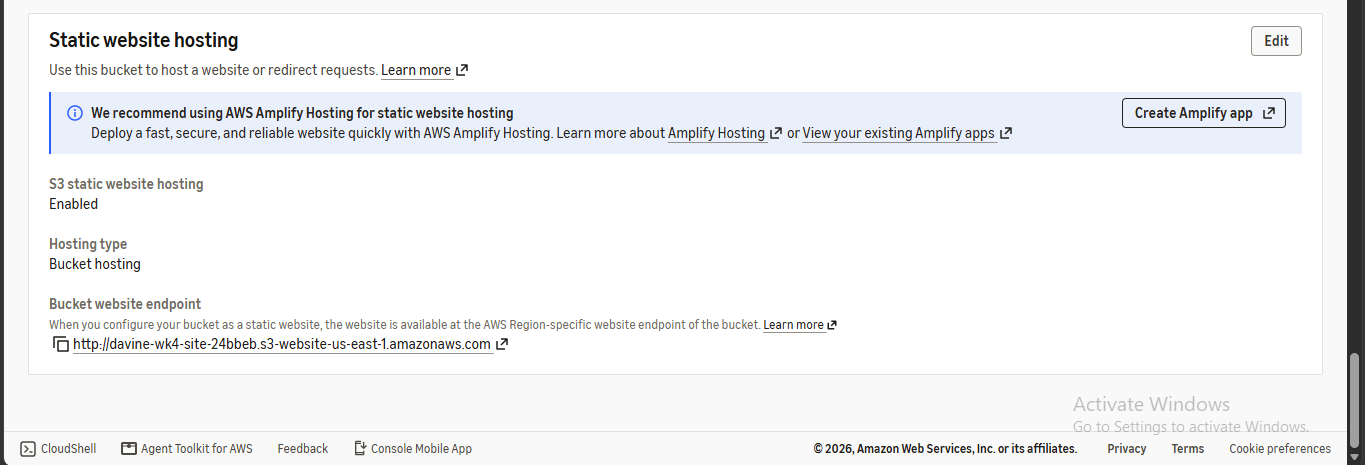 Static website hosting
Edit
Use this bucket to host a website or redirect requests. Learn more
We recommend using AWS Amplify Hosting for static website hosting
Create Amplify app
Deploy a fast, secure, and reliable website quickly with AWS Amplify Hosting. Learn more about Amplify Hosting or View your existing Amplify apps
S3 static website hosting
Enabled
Hosting type
Bucket hosting
Bucket website endpoint
When you configure your bucket as a static website, the website is available at the AWS Region-specific website endpoint of the bucket. Learn more
http://davine-wk4-site-24bbeb.s3-website-us-east-1.amazonaws.com
Activate Windows
Go to Settings to activate Windows.
CloudShell Agent Toolkit for AWS Feedback Console Mobile App © 2026, Amazon Web Services, Inc. or its affiliates. Privacy Terms Cookie preferences